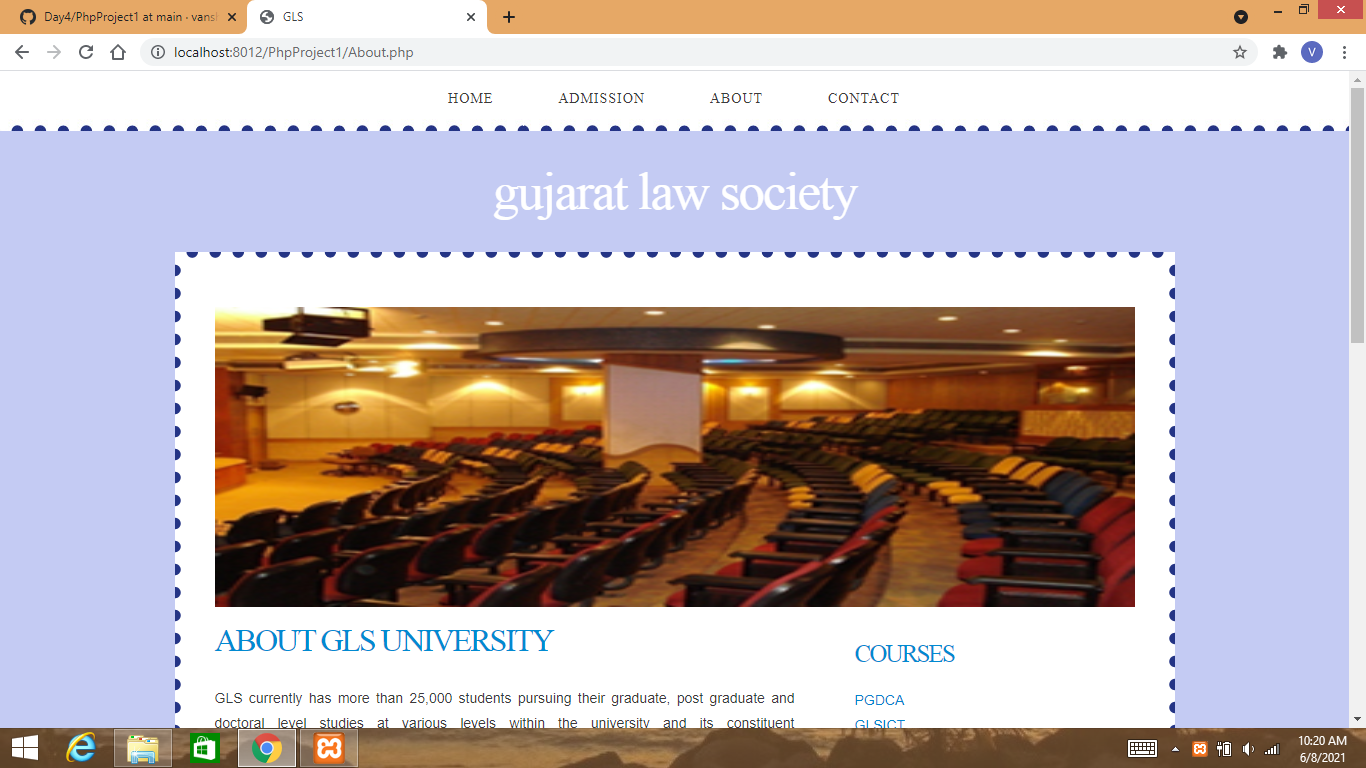 Day4/PhpProject1 at main · vansl
GLS
localhost:8012/PhpProject1/About.php
V
HOME ADMISSION ABOUT CONTACT
gujarat law society
ABOUT GLS UNIVERSITY
GLS currently has more than 25,000 students pursuing their graduate, post graduate and
doctoral level studies at various levels within the university and its constituent
COURSES
PGDCA
GLSICT
10:20 AM
6/8/2021